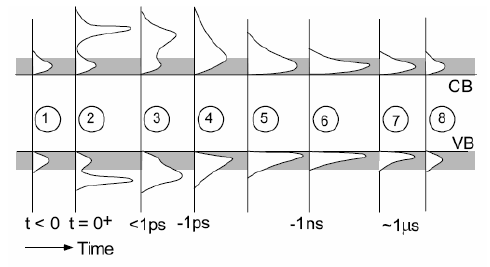 CB
1 2 3 4 5 6 7 8
VB
t < 0 t = 0+ <1ps -1ps -1ns ~1μs
Time